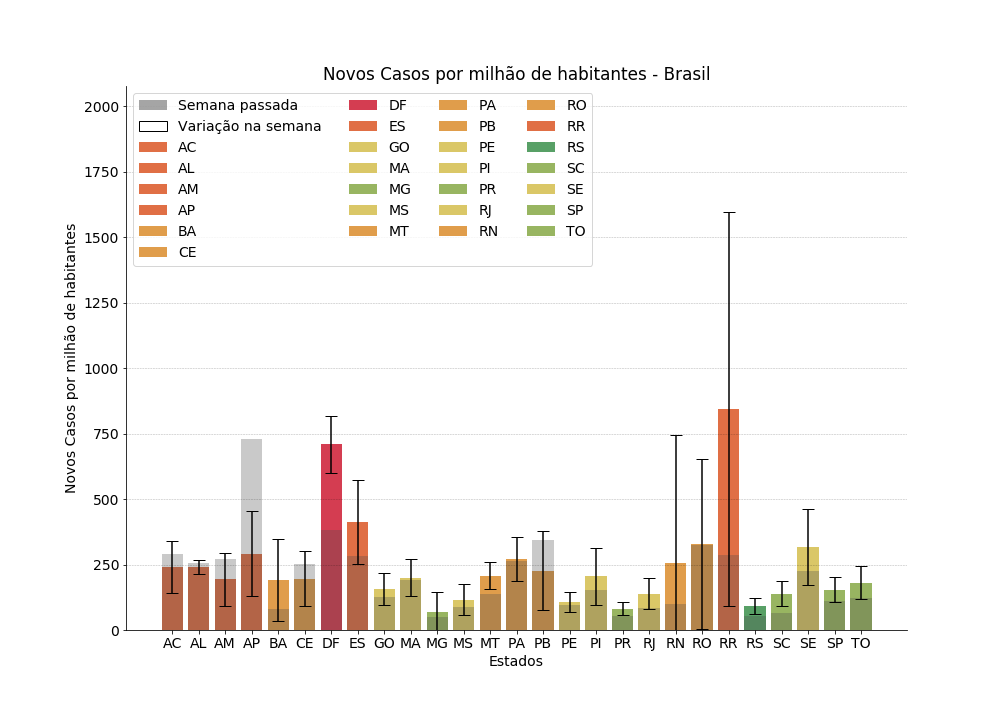 Novos Casos por milhão de habitantes - Brasil
2000
1750
1500
1250
1000
750
500
250
0
Novos Casos por milhão de habitantes
Semana passada
Variação na semana
AC
AL
AM
AP
BA
CE
DF
ES
GO
MA
MG
MS
MT
PA
PB
PE
PI
PR
RJ
RN
RO
RR
RS
SC
SE
SP
TO
AC AL AM AP BA CE DF ES GO MA MG MS MT PA PB PE PI PR RJ RN RO RR RS SC SE SP TO
Estados